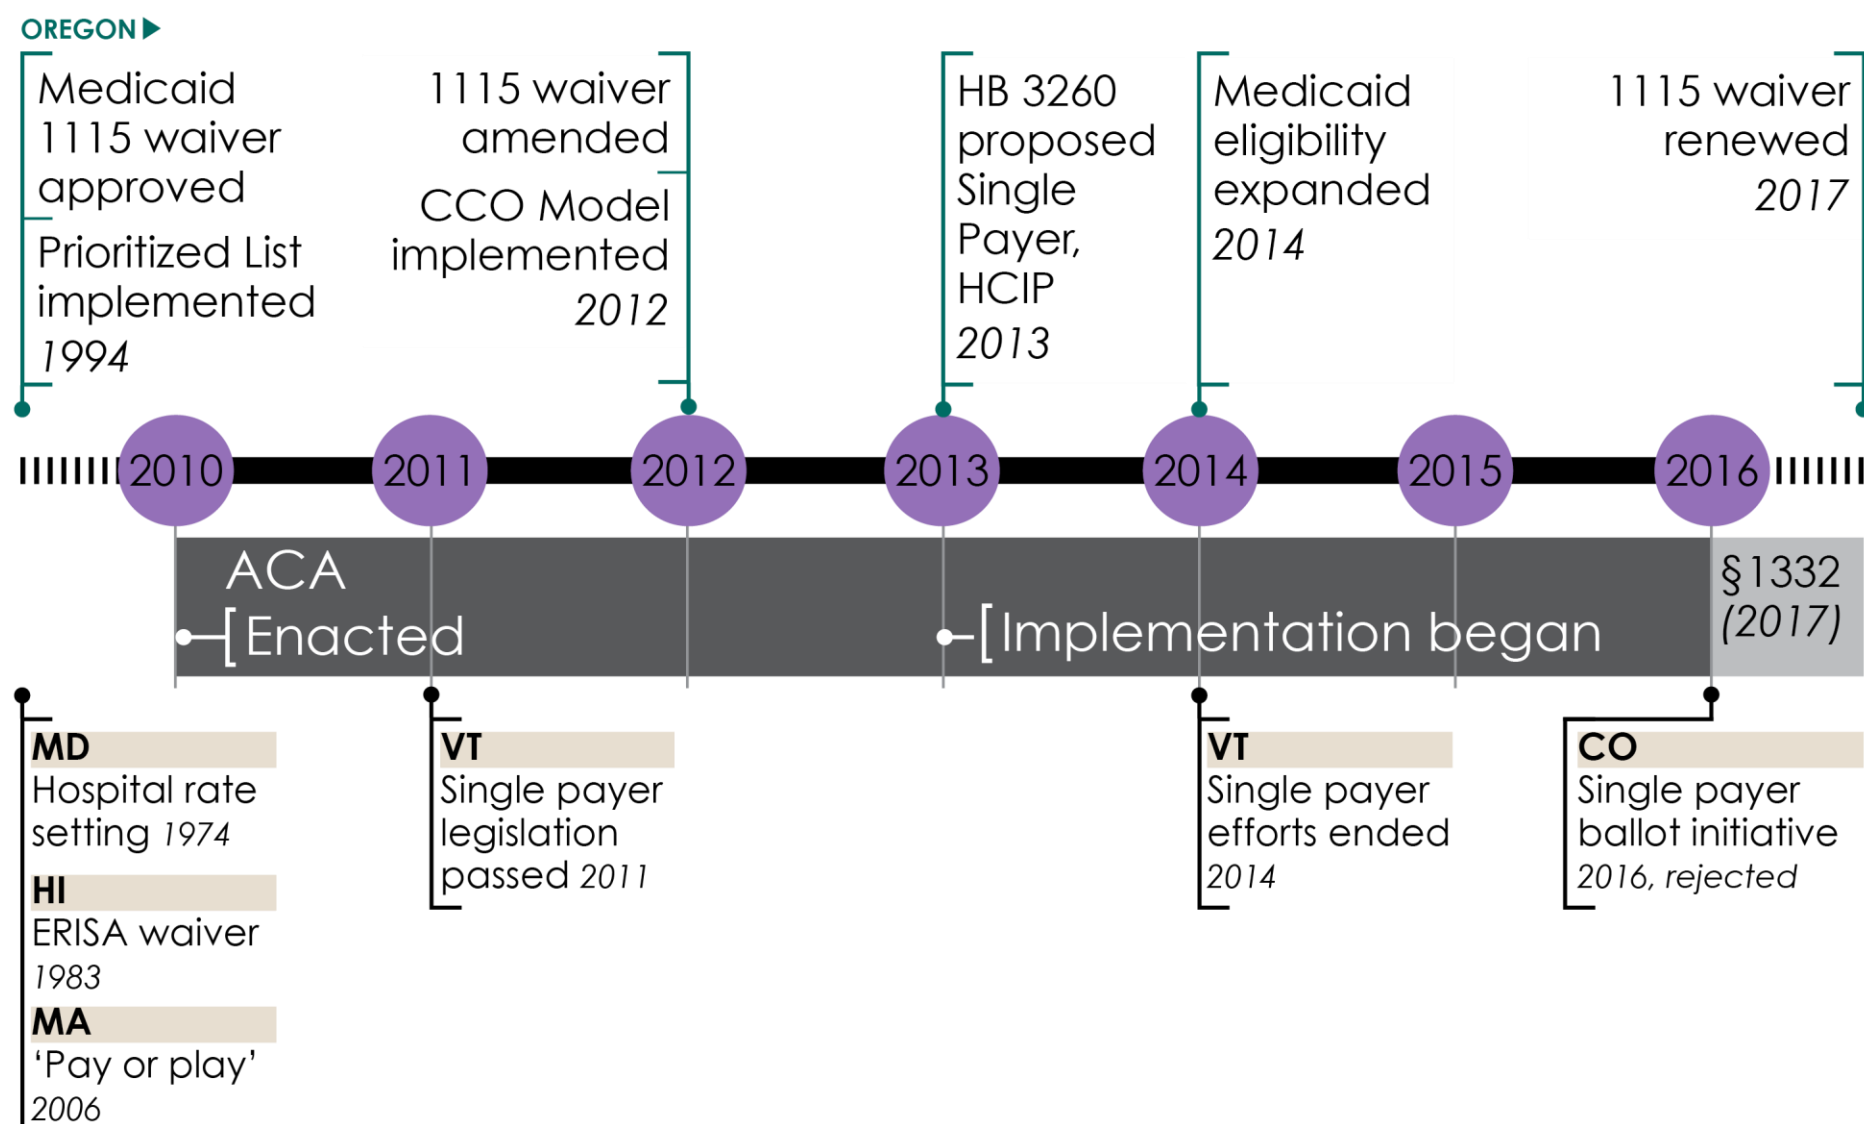 OREGON
Medicaid
1115 waiver
approved
Prioritized List
implemented
1994
1115 waiver
amended
CCO Model
implemented
2012
HB 3260
proposed
Single
Payer,
HCIP
2013
Medicaid
eligibility
expanded
2014
1115 waiver
renewed
2017
2010
2011
2012
2013
2014
2015
2016
ACA
Enacted
Implementation began
§1332
(2017)
MD
Hospital rate
setting 1974
HI
ERISA waiver
1983
MA
‘Pay or play’
2006
VT
Single payer
legislation
passed 2011
VT
Single payer
efforts ended
2014
CO
Single payer
ballot initiative
2016, rejected